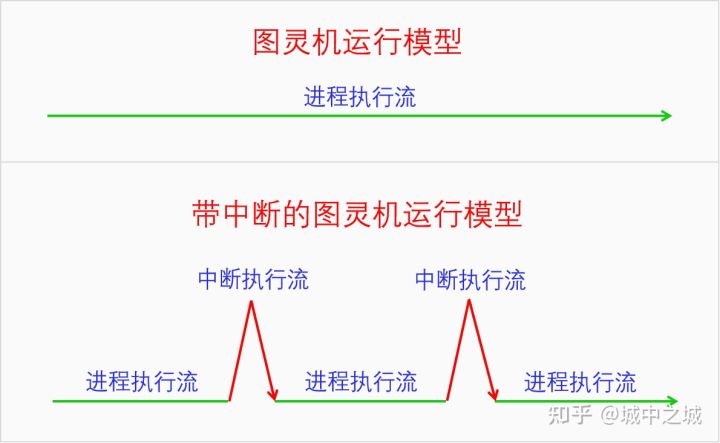 图灵机运行模型
进程执行流
带中断的图灵机运行模型
中断执行流 中断执行流
进程执行流 进程执行流 进程执行流
知乎 @城中之城